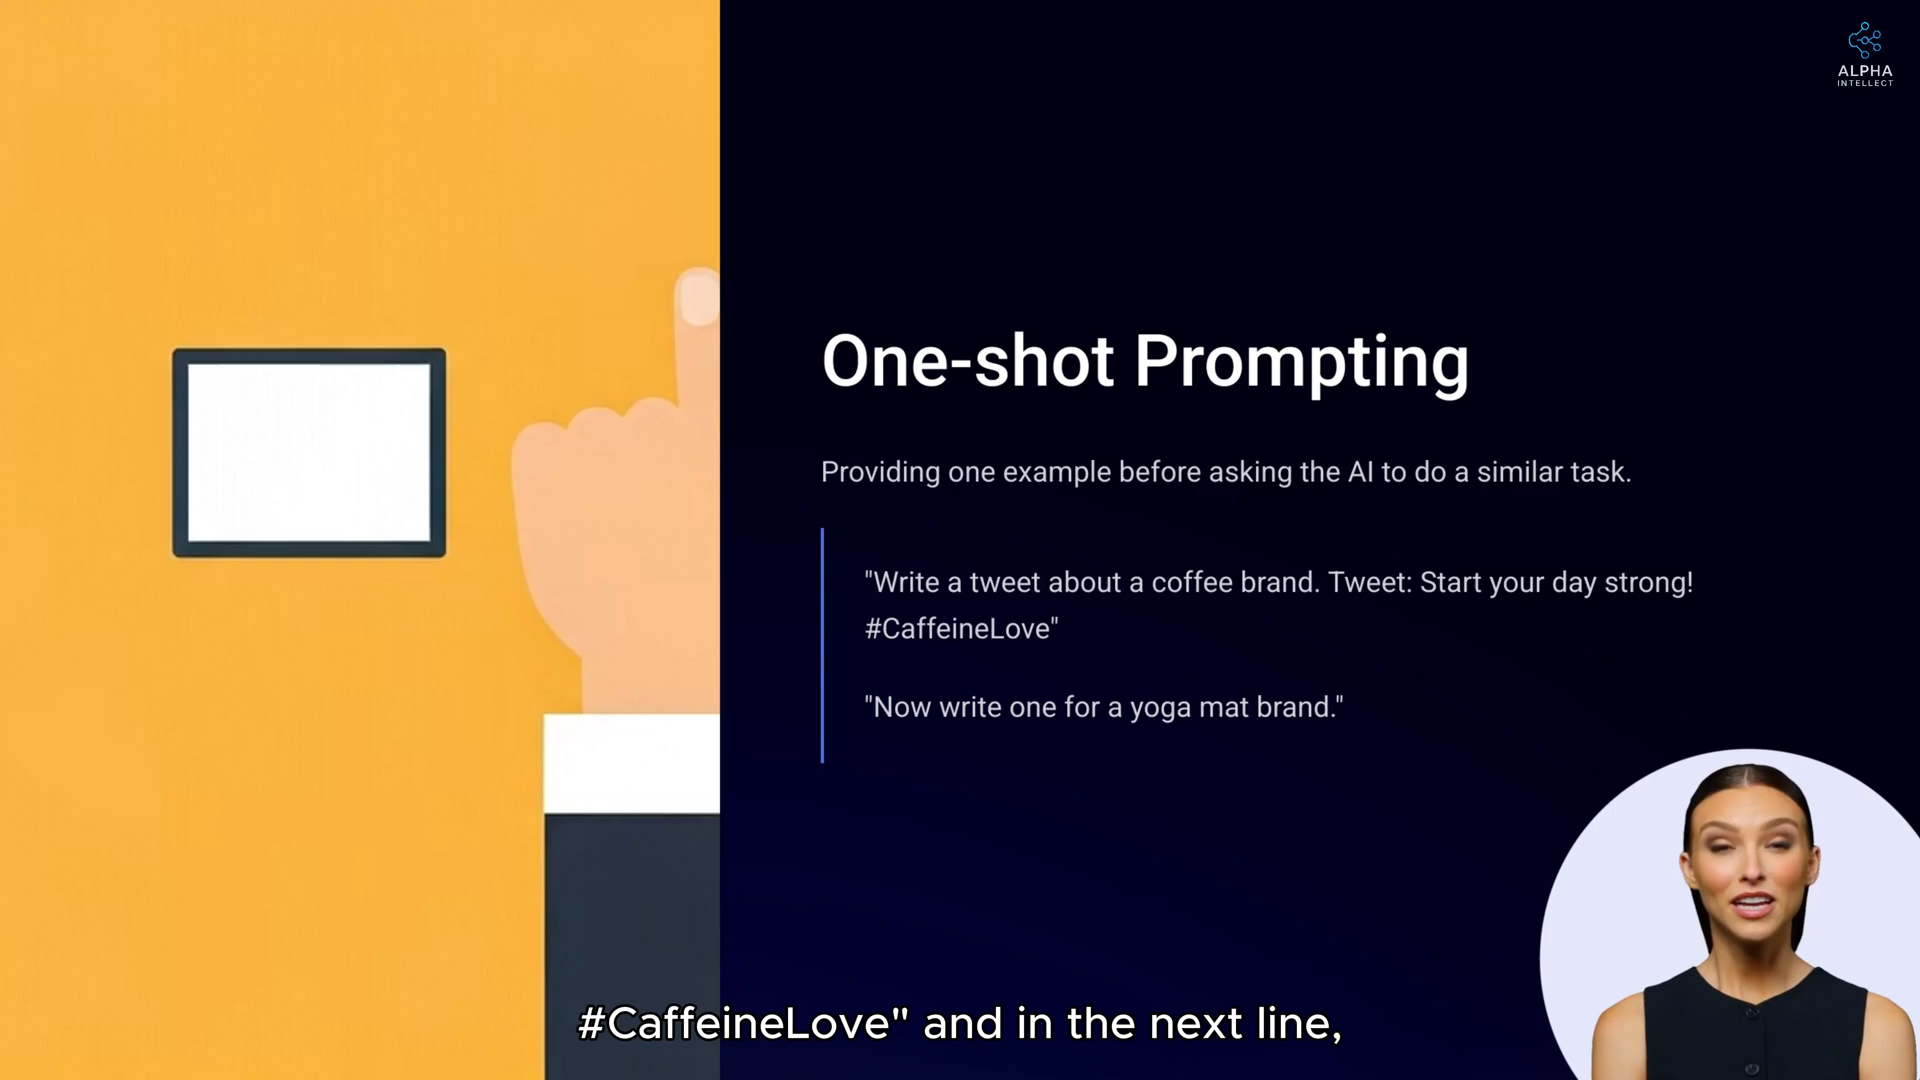 ALPHA
INTELLECT
One-shot Prompting
Providing one example before asking the AI to do a similar task.
"Write a tweet about a coffee brand. Tweet: Start your day strong!
#CaffeineLove"
"Now write one for a yoga mat brand."
#CaffeineLove" and in the next line,